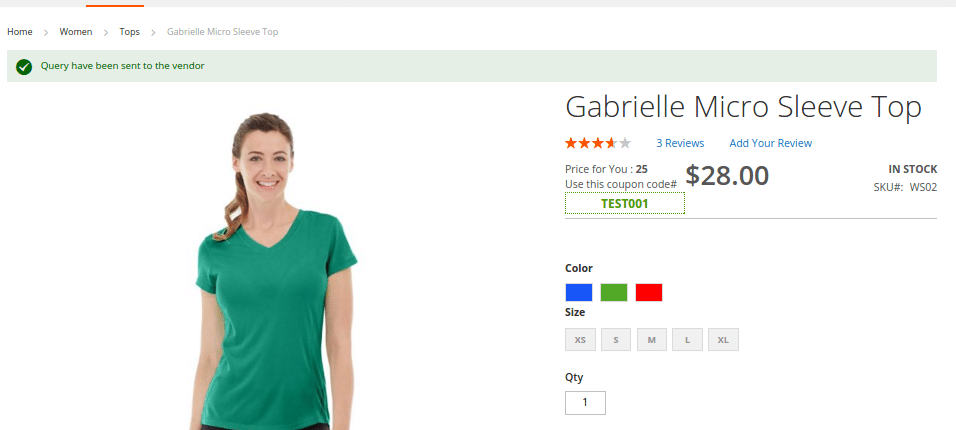 Home > Women > Tops > Gabrielle Micro Sleeve Top
Query have been sent to the vendor
Gabrielle Micro Sleeve Top
3 Reviews Add Your Review
Price for You : 25
Use this coupon code#
TEST001
$28.00
IN STOCK
SKU#: WS02
Color
Size
XS S M L XL
Qty
1